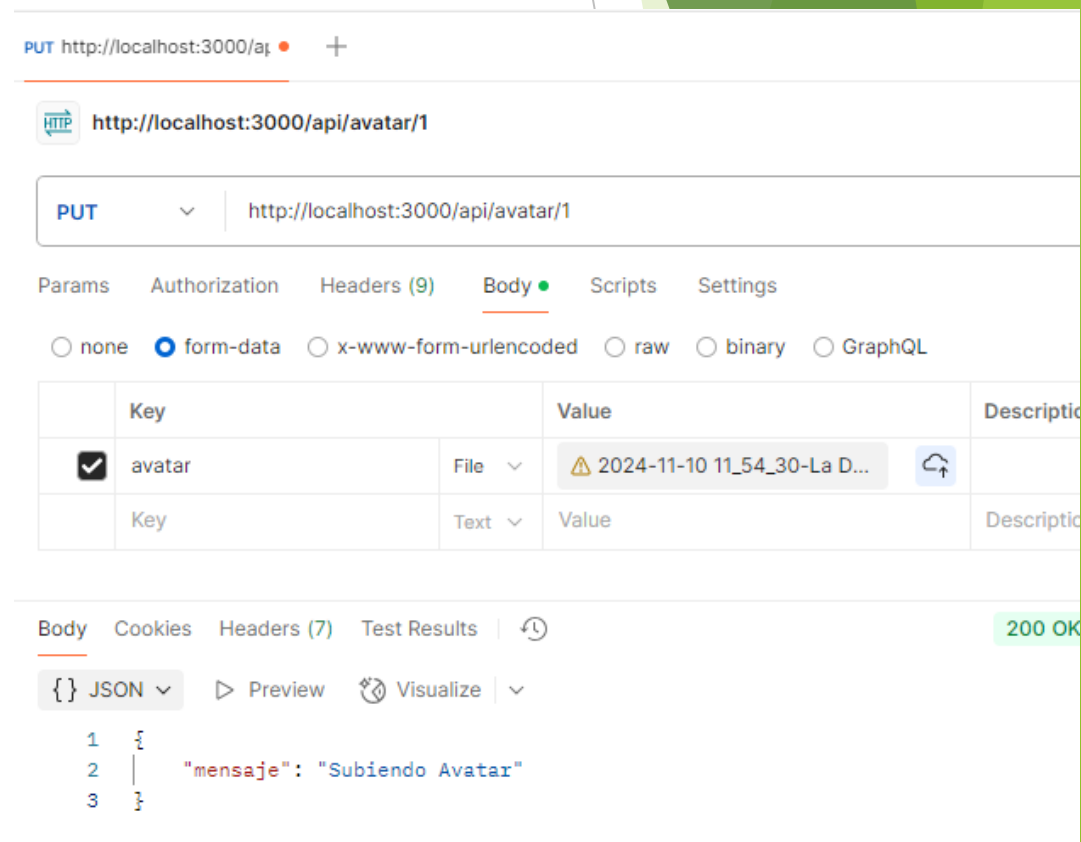 PUT http://localhost:3000/ap
HTTP http://localhost:3000/api/avatar/1
PUT http://localhost:3000/api/avatar/1
Params Authorization Headers (9) Body Scripts Settings
none form-data x-www-form-urlencoded raw binary GraphQL
Key Value Descriptio
avatar File 2024-11-10 11_54_30-La D...
Key Text Value Descriptio
Body Cookies Headers (7) Test Results 200 OK
{} JSON Preview Visualize
1 {
2 "mensaje": "Subiendo Avatar"
3 }